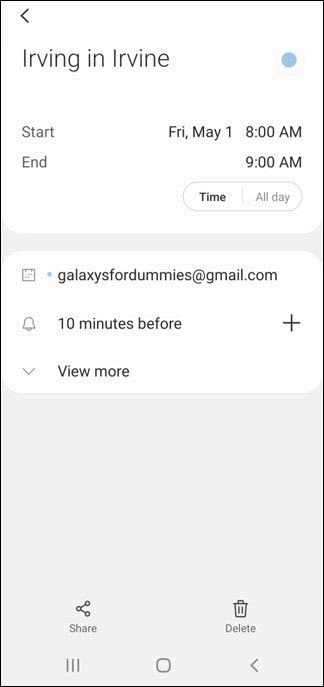 Irving in Irvine
Start Fri, May 1 8:00 AM
End 9:00 AM
Time All day
galaxysfordummies@gmail.com
10 minutes before
View more
Share Delete